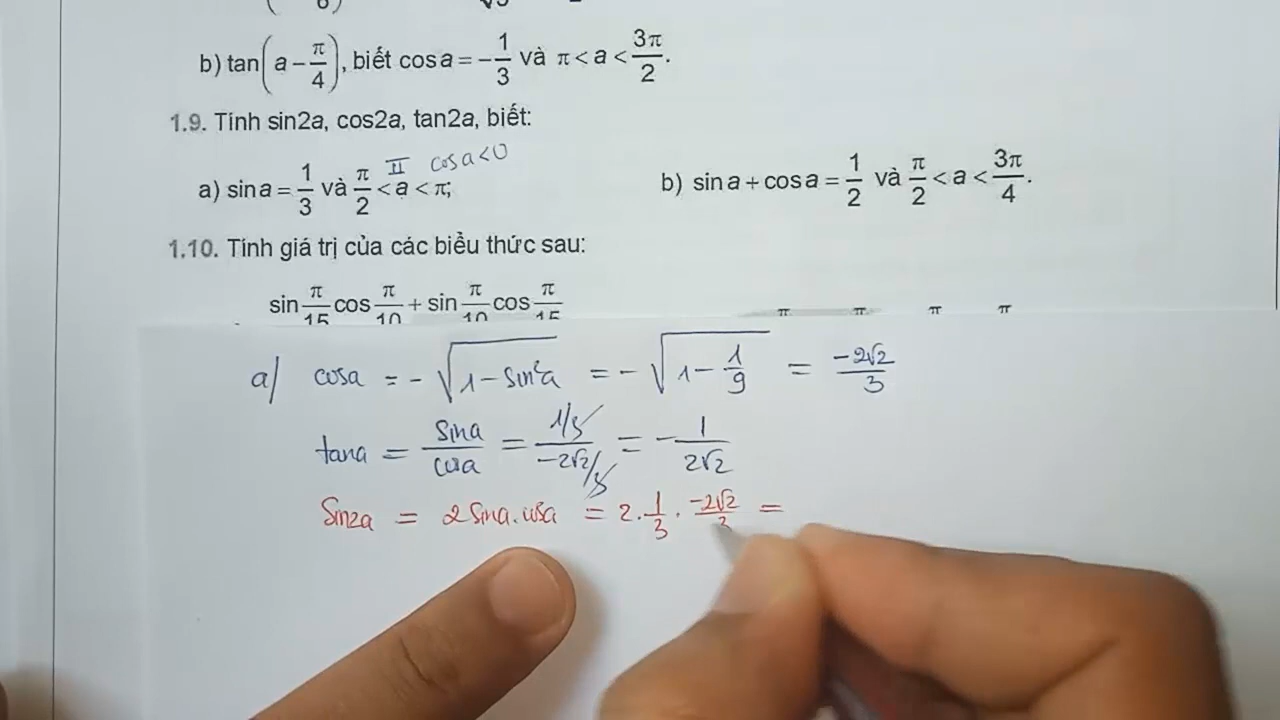 b) tan(a − π/4), biết cos a = −1/3 và π < a < 3π/2.
1.9. Tính sin2a, cos2a, tan2a, biết:
II cosa<0
a) sin a = 1/3 và π/2 < a < π;
b) sin a + cos a = 1/2 và π/2 < a < 3π/4.
1.10. Tính giá trị của các biểu thức sau:
sin π/15 cos π/10 + sin π/10 cos π/15
π π π π
a/ cosa = −√(1−sin²a) = −√(1−1/9) = −2√2/3
tana = sina/cosa = (1/3)/(−2√2/3) = −1/(2√2)
Sin2a = 2sina.cosa = 2.1/3.−2√2/3 =